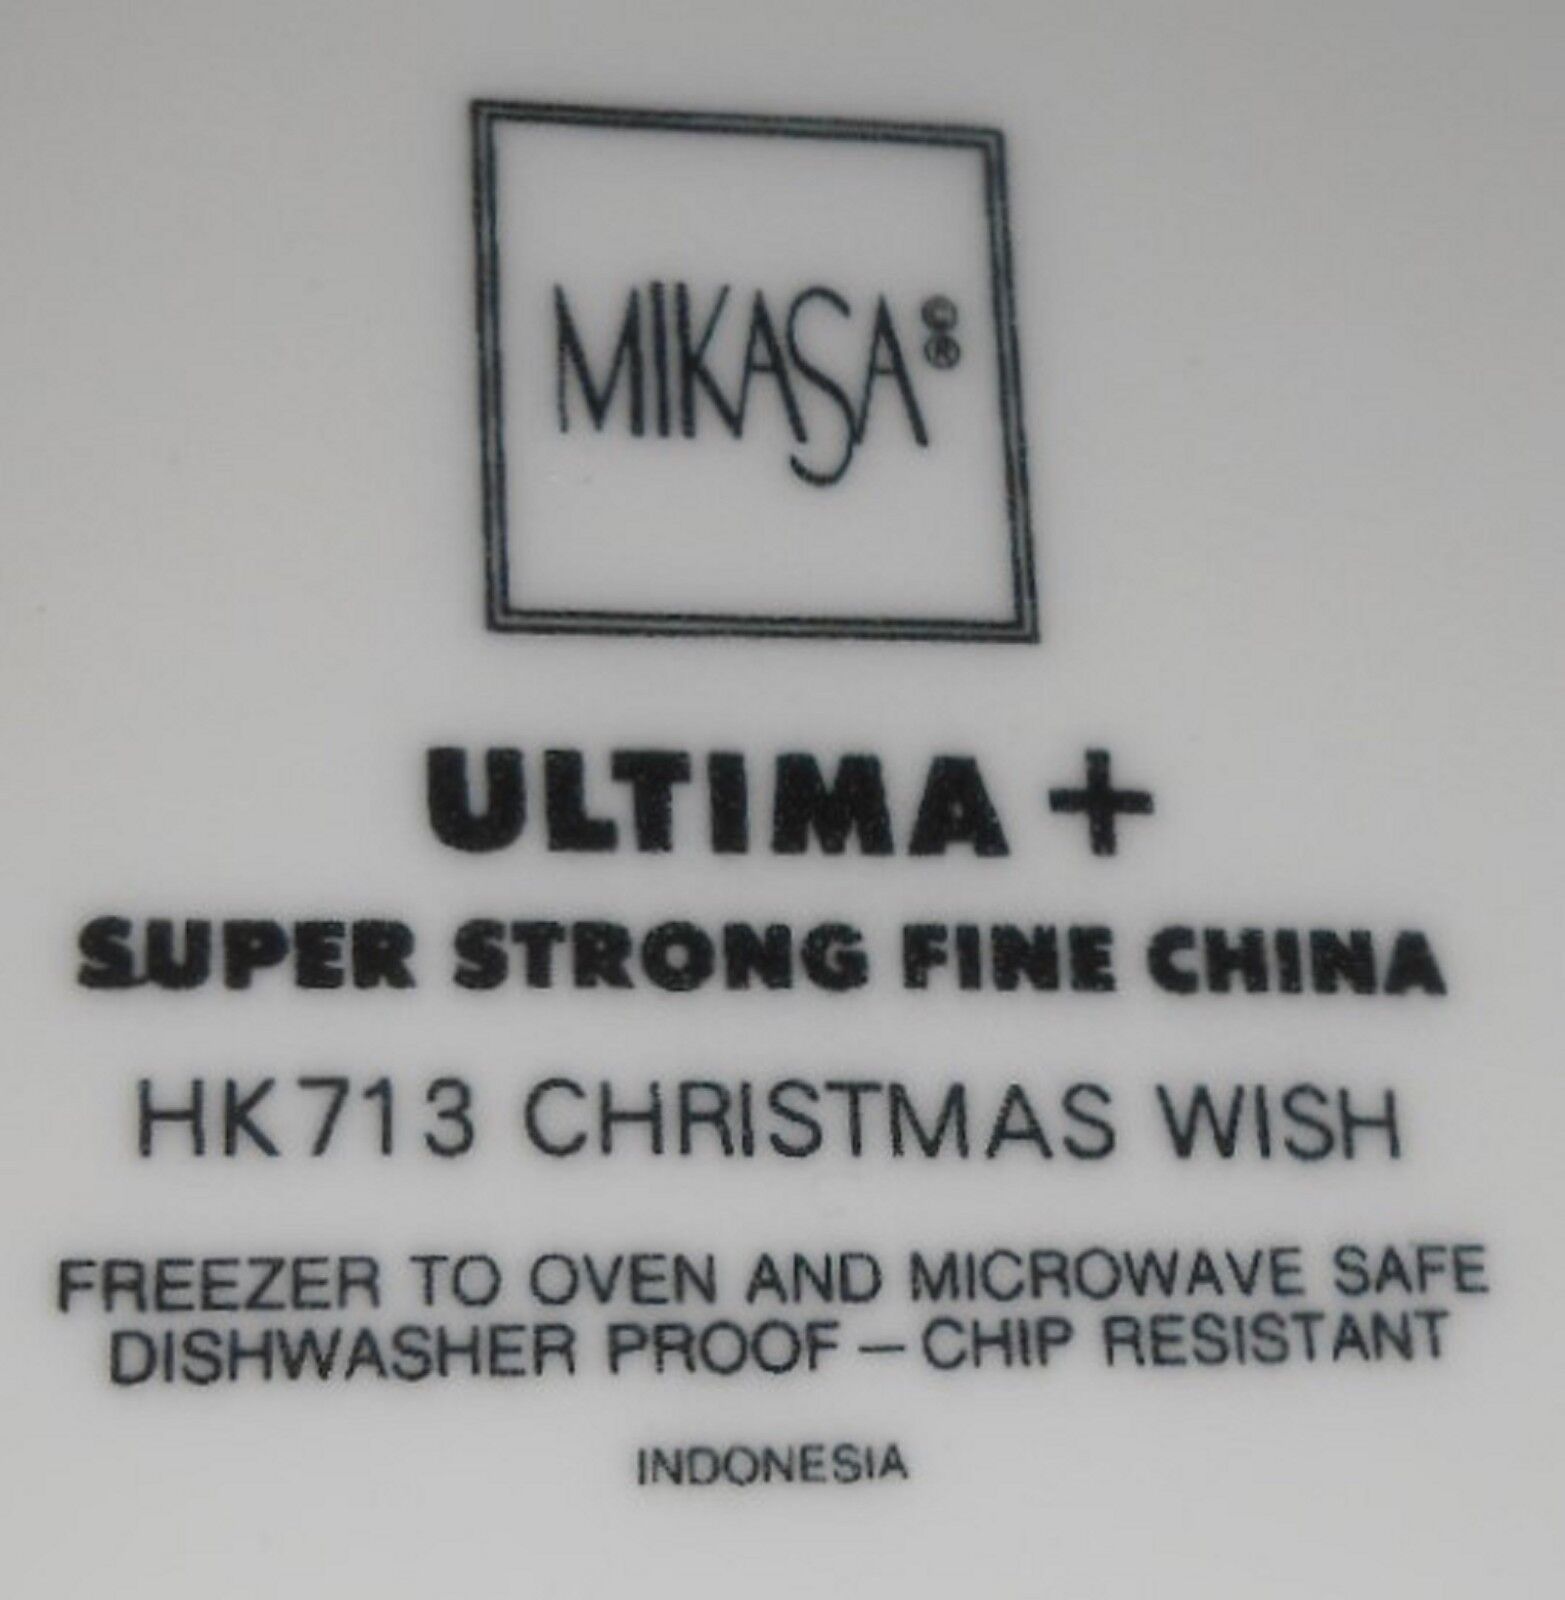 MIKASA©®
ULTIMA +
SUPER STRONG FINE CHINA
HK713 CHRISTMAS WISH
FREEZER TO OVEN AND MICROWAVE SAFE
DISHWASHER PROOF – CHIP RESISTANT
INDONESIA